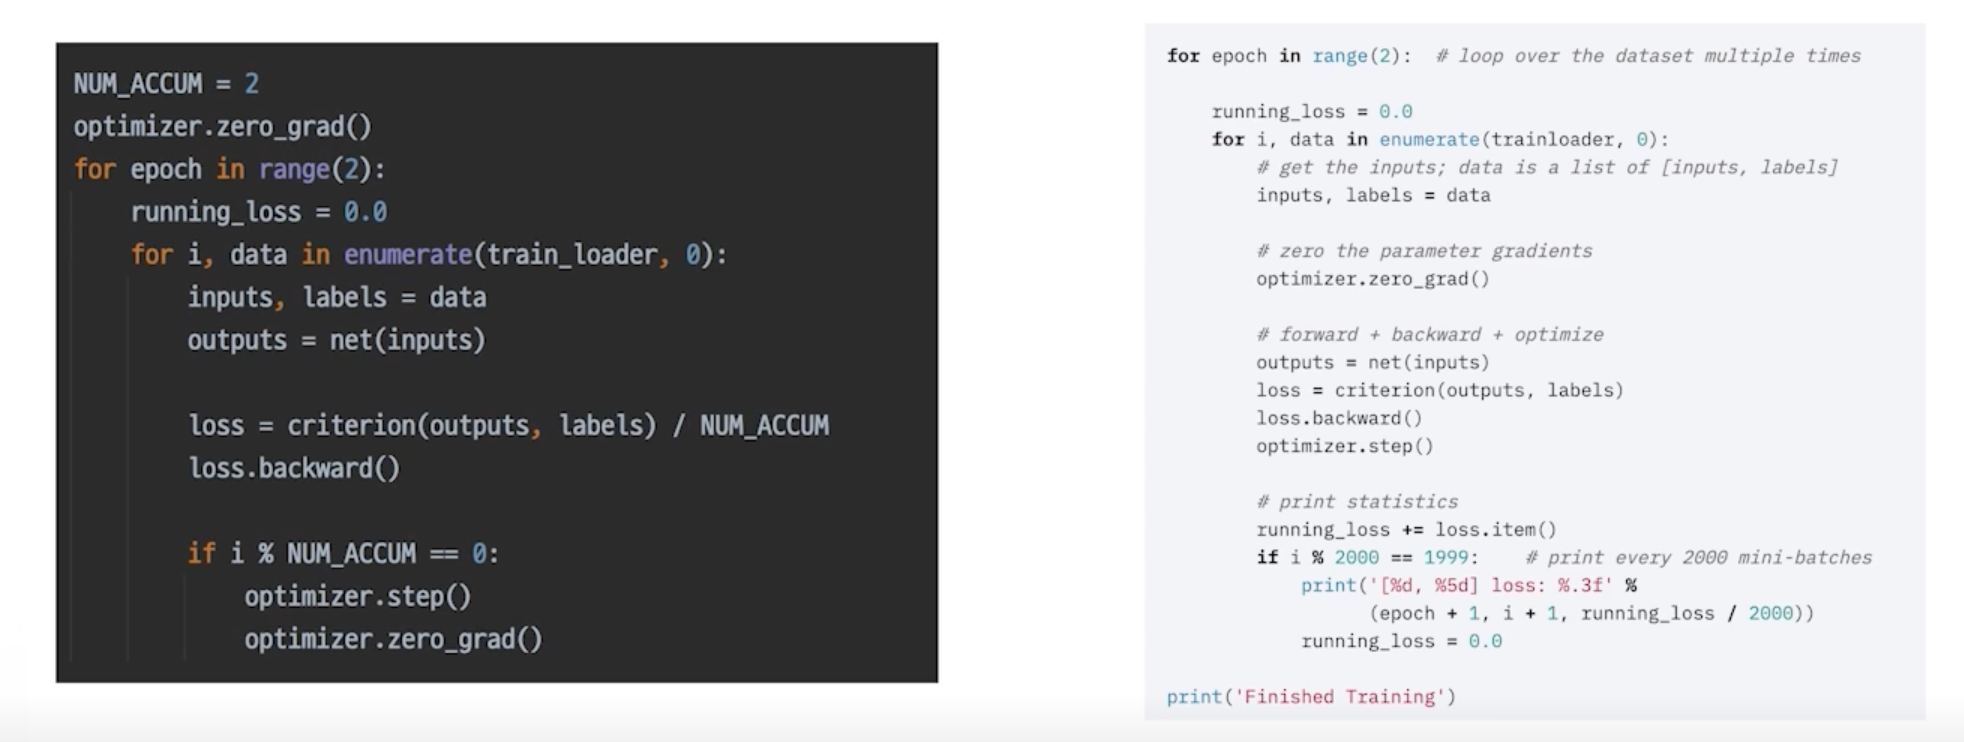 NUM_ACCUM = 2
optimizer.zero_grad()
for epoch in range(2):
    running_loss = 0.0
    for i, data in enumerate(train_loader, 0):
        inputs, labels = data
        outputs = net(inputs)

        loss = criterion(outputs, labels) / NUM_ACCUM
        loss.backward()

        if i % NUM_ACCUM == 0:
            optimizer.step()
            optimizer.zero_grad()

for epoch in range(2):  # loop over the dataset multiple times

    running_loss = 0.0
    for i, data in enumerate(trainloader, 0):
        # get the inputs; data is a list of [inputs, labels]
        inputs, labels = data

        # zero the parameter gradients
        optimizer.zero_grad()

        # forward + backward + optimize
        outputs = net(inputs)
        loss = criterion(outputs, labels)
        loss.backward()
        optimizer.step()

        # print statistics
        running_loss += loss.item()
        if i % 2000 == 1999:    # print every 2000 mini-batches
            print('[%d, %5d] loss: %.3f' %
                  (epoch + 1, i + 1, running_loss / 2000))
            running_loss = 0.0

print('Finished Training')